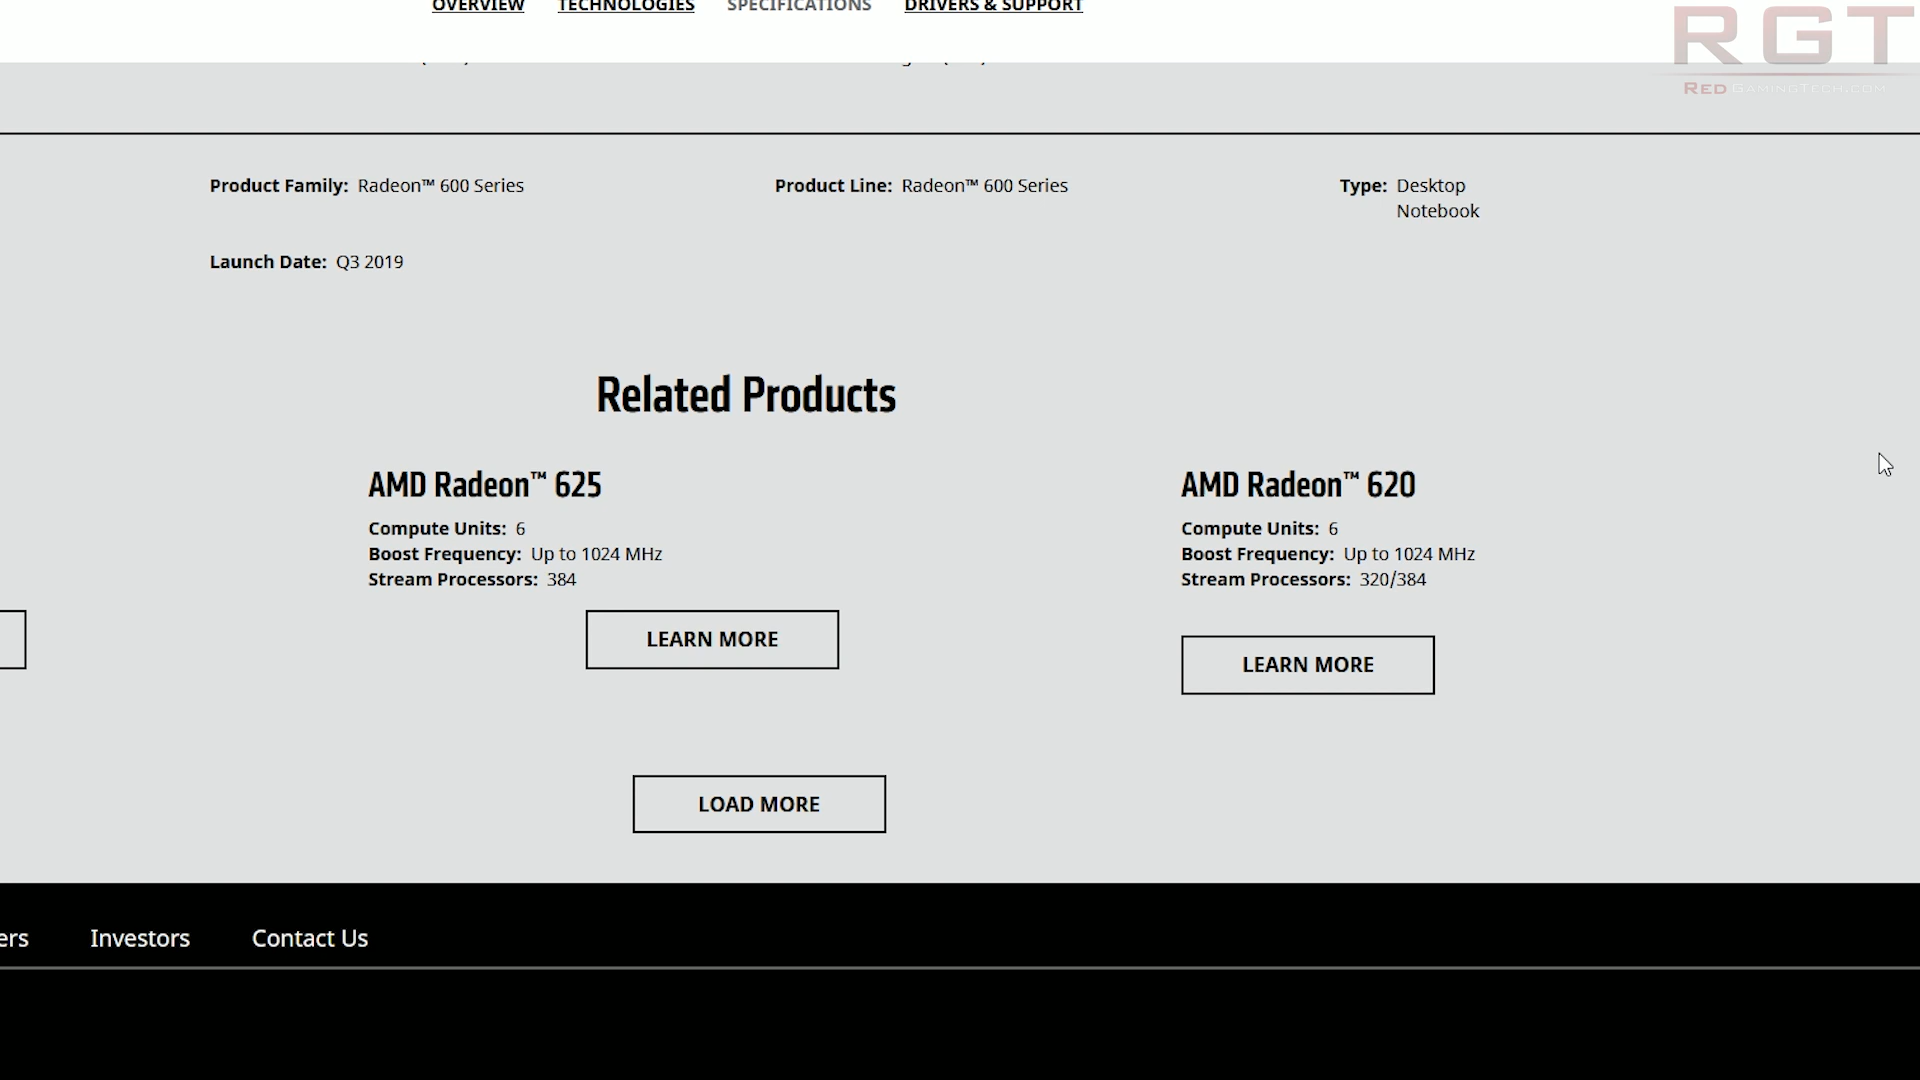 OVERVIEW TECHNOLOGIES SPECIFICATIONS DRIVERS & SUPPORT
RGT
RED GAMINGTECH.COM
Product Family: Radeon™ 600 Series Product Line: Radeon™ 600 Series Type: Desktop
Notebook
Launch Date: Q3 2019
Related Products
AMD Radeon™ 625
Compute Units: 6
Boost Frequency: Up to 1024 MHz
Stream Processors: 384
LEARN MORE
AMD Radeon™ 620
Compute Units: 6
Boost Frequency: Up to 1024 MHz
Stream Processors: 320/384
LEARN MORE
LOAD MORE
ers Investors Contact Us